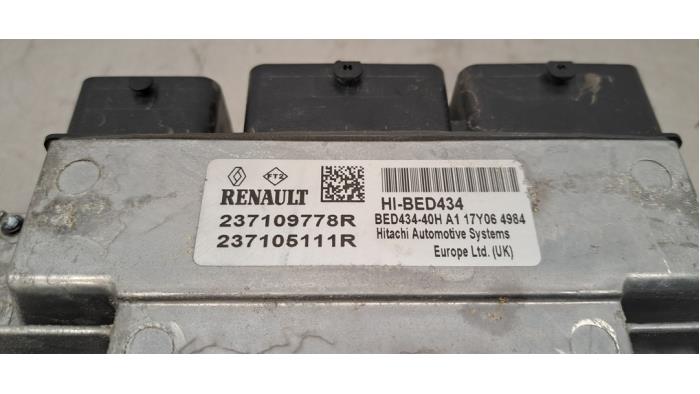 FTZ
RENAULT
237109778R
237105111R
HI-BED434
BED434-40H A1 17Y06 4984
Hitachi Automotive Systems
Europe Ltd. (UK)